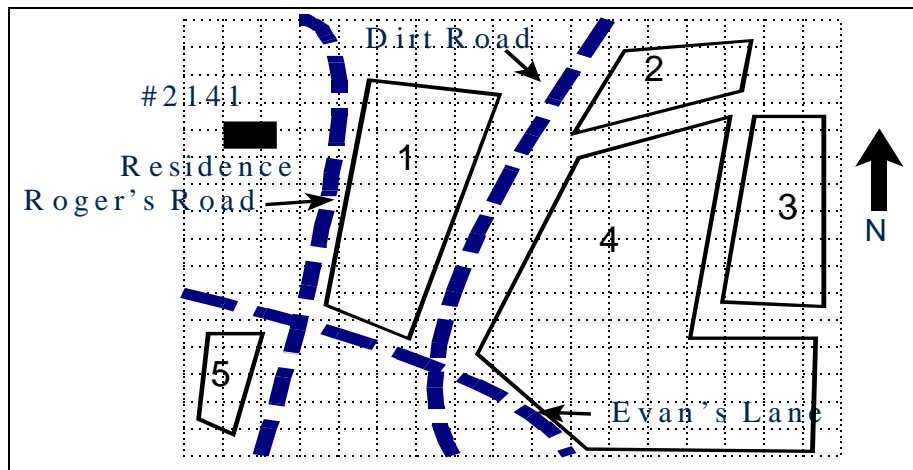 Dirt Road
2
#2141
1
Residence
Roger's Road
3
4
N
5
Evan's Lane